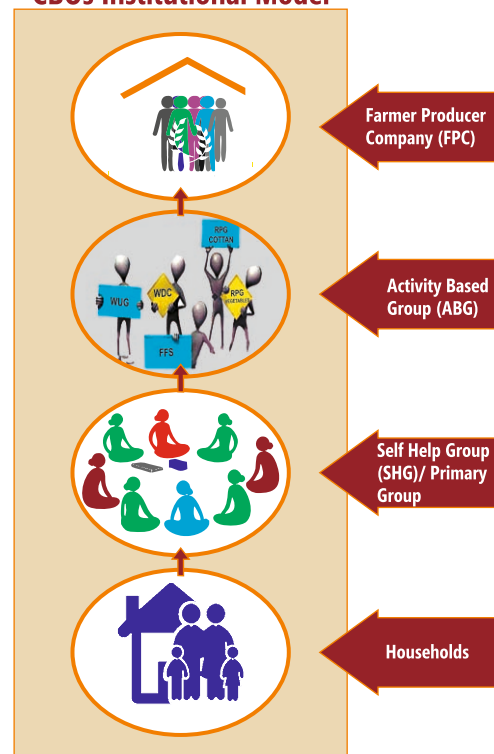 CBOs Institutional Model
Farmer Producer
Company (FPC)
RPG
COTTAN
WUG
WDC
RPG
VEGETABLES
FFS
Activity Based
Group (ABG)
Self Help Group
(SHG)/ Primary
Group
Households